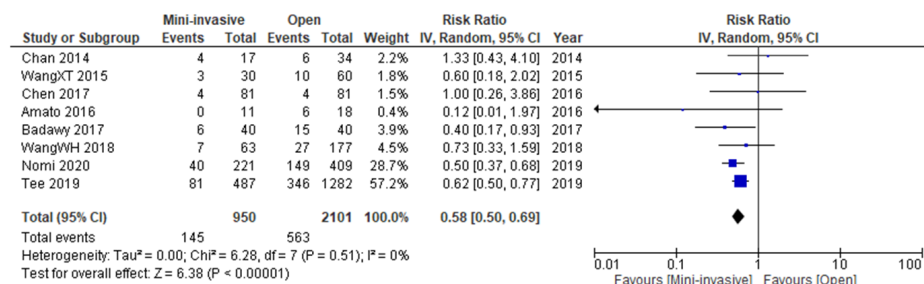 Mini-invasive Open Risk Ratio Risk Ratio
Study or Subgroup Events Total Events Total Weight IV, Random, 95% CI Year IV, Random, 95% CI
Chan 2014 4 17 6 34 2.2% 1.33 [0.43, 4.10] 2014
WangXT 2015 3 30 10 60 1.8% 0.60 [0.18, 2.02] 2015
Chen 2017 4 81 4 81 1.5% 1.00 [0.26, 3.86] 2016
Amato 2016 0 11 6 18 0.4% 0.12 [0.01, 1.97] 2016
Badawy 2017 6 40 15 40 3.9% 0.40 [0.17, 0.93] 2017
WangWH 2018 7 63 27 177 4.5% 0.73 [0.33, 1.59] 2018
Nomi 2020 40 221 149 409 28.7% 0.50 [0.37, 0.68] 2019
Tee 2019 81 487 346 1282 57.2% 0.62 [0.50, 0.77] 2019
Total (95% CI) 950 2101 100.0% 0.58 [0.50, 0.69]
Total events 145 563
Heterogeneity: Tau² = 0.00; Chi² = 6.28, df = 7 (P = 0.51); I² = 0%
Test for overall effect: Z = 6.38 (P < 0.00001)
0.01 0.1 1 10 100
Favours [Mini-invasive] Favours [Open]